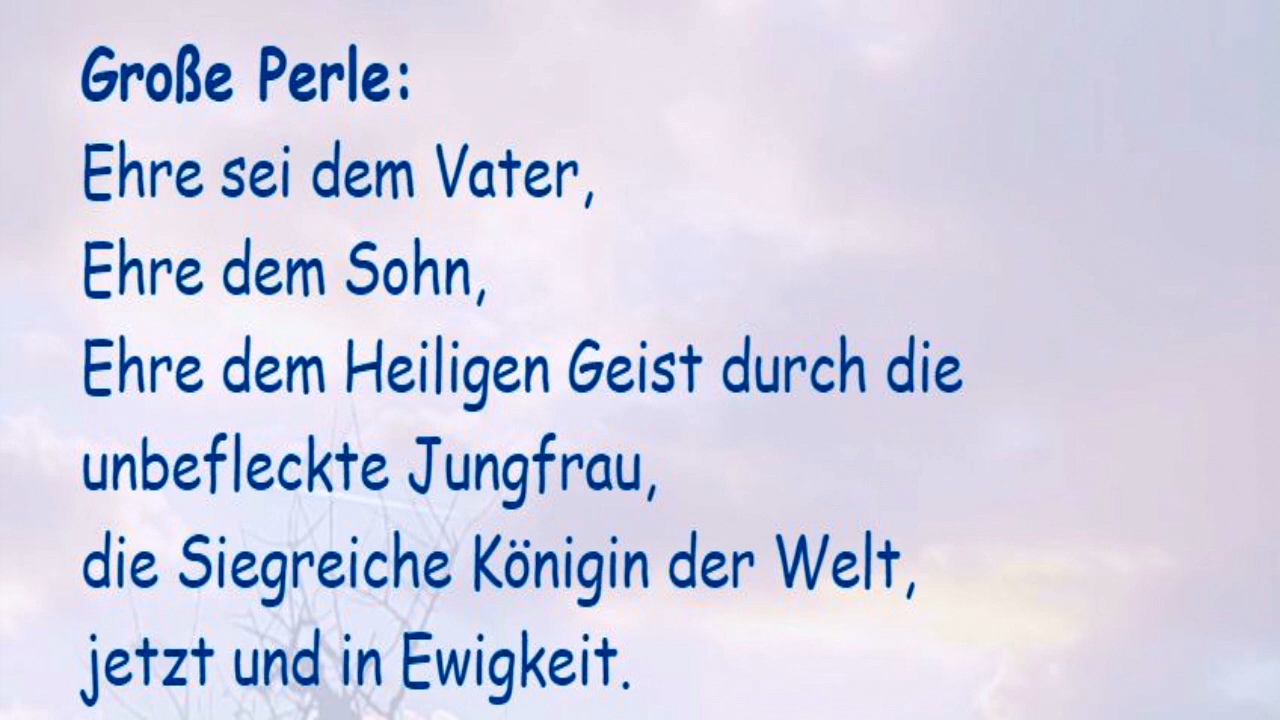 Große Perle:
Ehre sei dem Vater,
Ehre dem Sohn,
Ehre dem Heiligen Geist durch die
unbefleckte Jungfrau,
die Siegreiche Königin der Welt,
jetzt und in Ewigkeit.